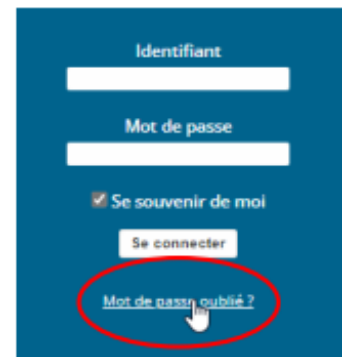 Identifiant
Mot de passe
Se souvenir de moi
Se connecter
Mot de passe oublié ?